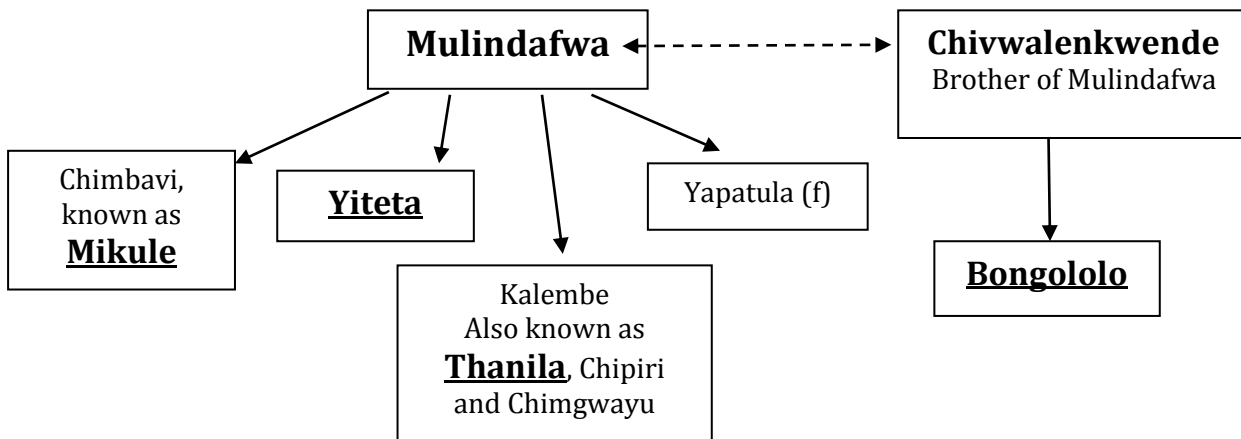 Mulindafwa
Chivwalenkwende
Brother of Mulindafwa
Chimbavi,
known as
Mikule
Yiteta
Yapatula (f)
Kalembe
Also known as
Thanila, Chipiri
and Chimgwayu
Bongololo